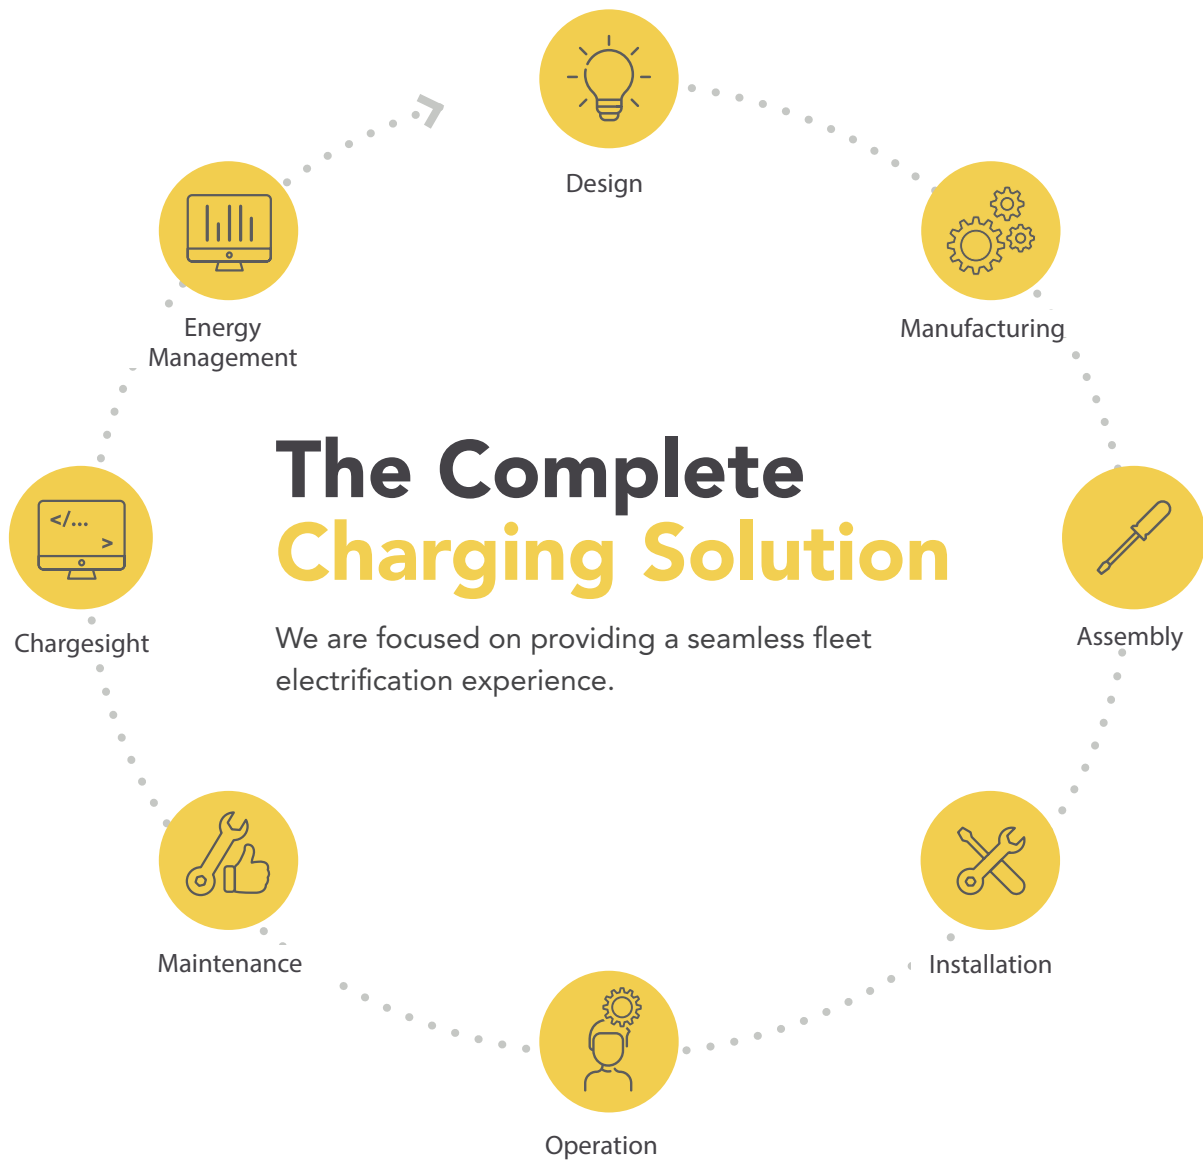 Design
Manufacturing
Energy
Management
The Complete
Charging Solution
</...
>
Chargesight
We are focused on providing a seamless fleet
electrification experience.
Assembly
Maintenance
Installation
Operation